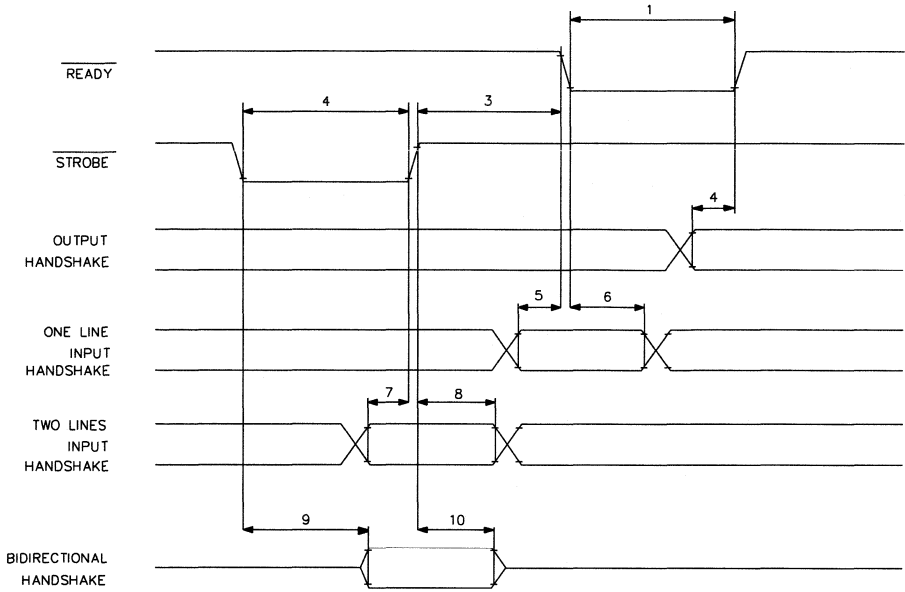 1
READY
4
3
STROBE
4
OUTPUT
HANDSHAKE
5
6
ONE LINE
INPUT
HANDSHAKE
7
8
TWO LINES
INPUT
HANDSHAKE
9
10
BIDIRECTIONAL
HANDSHAKE